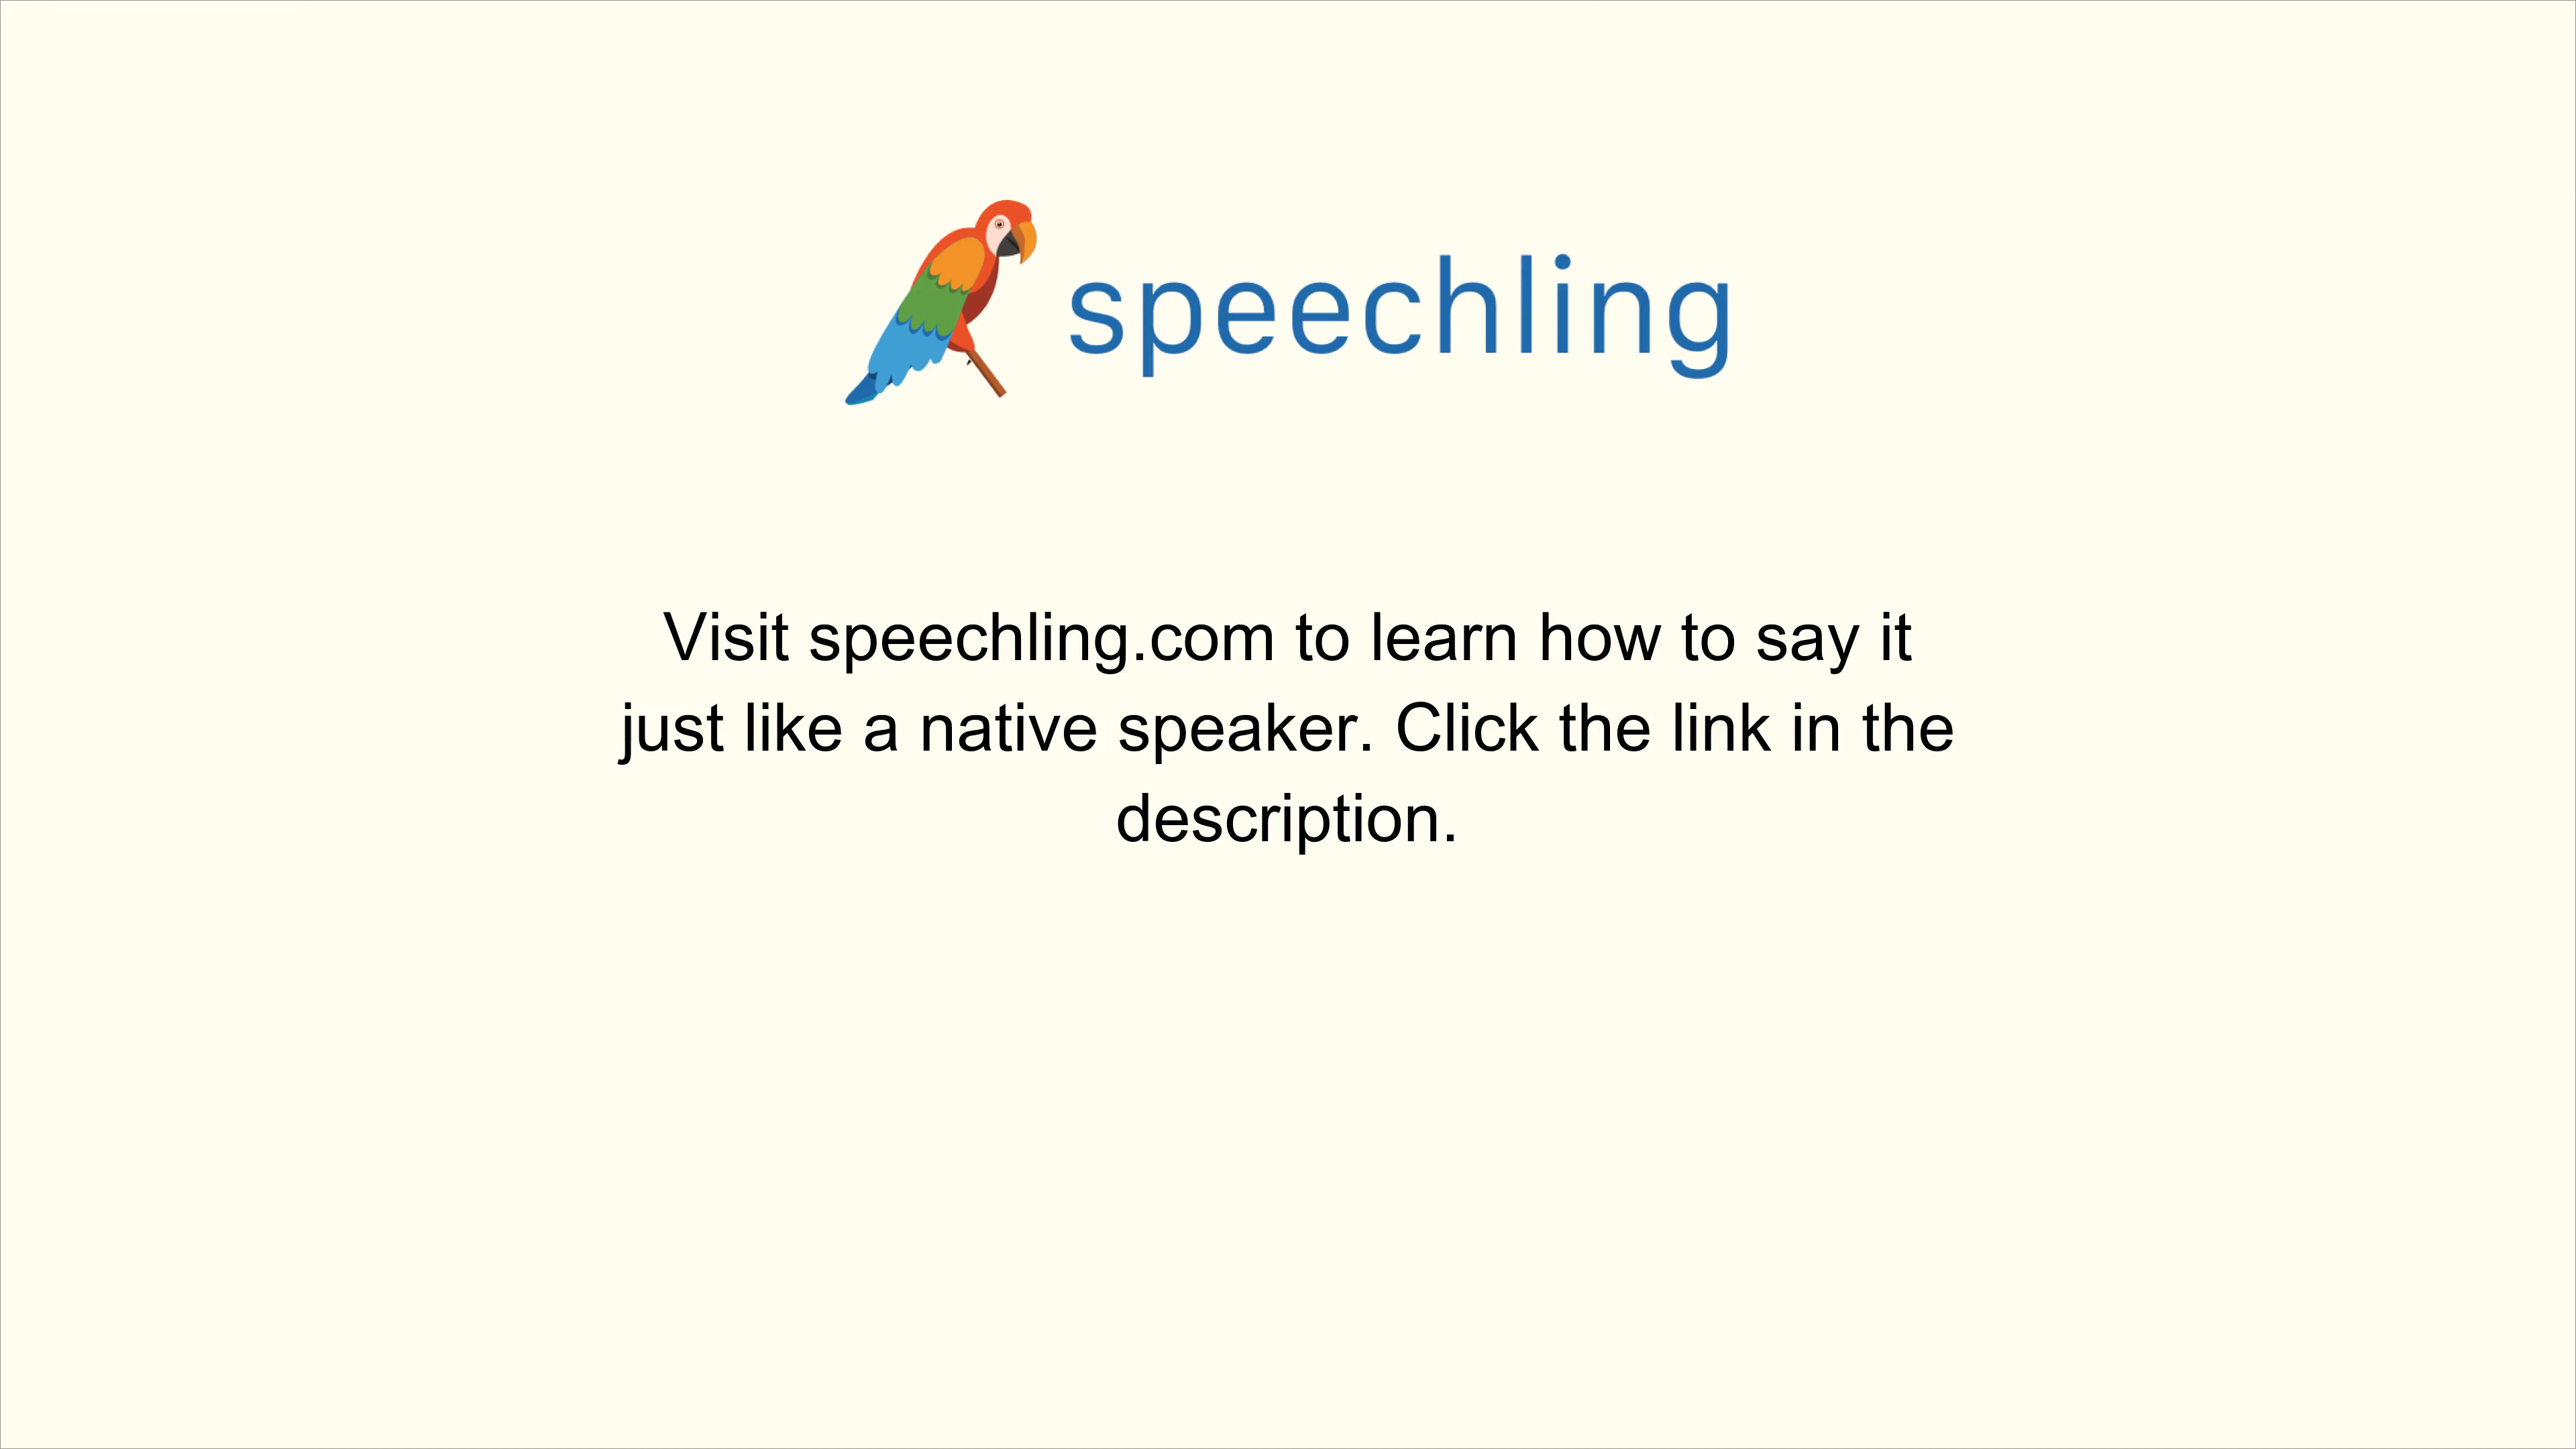 speechling
Visit speechling.com to learn how to say it
just like a native speaker. Click the link in the
description.